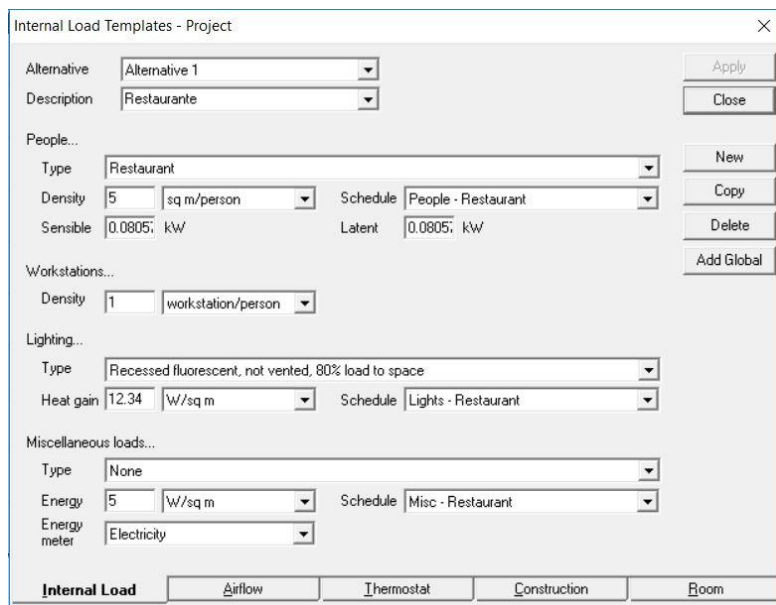 Internal Load Templates - Project
Alternative Alternative 1 Apply
Description Restaurante Close
People...
Type Restaurant New
Density 5 sq m/person Schedule People - Restaurant Copy
Sensible 0.0805 kW Latent 0.0805 kW Delete
Workstations... Add Global
Density 1 workstation/person
Lighting...
Type Recessed fluorescent, not vented, 80% load to space
Heat gain 12.34 W/sq m Schedule Lights - Restaurant
Miscellaneous loads...
Type None
Energy 5 W/sq m Schedule Misc - Restaurant
Energy
meter Electricity
Internal Load Airflow Thermostat Construction Room